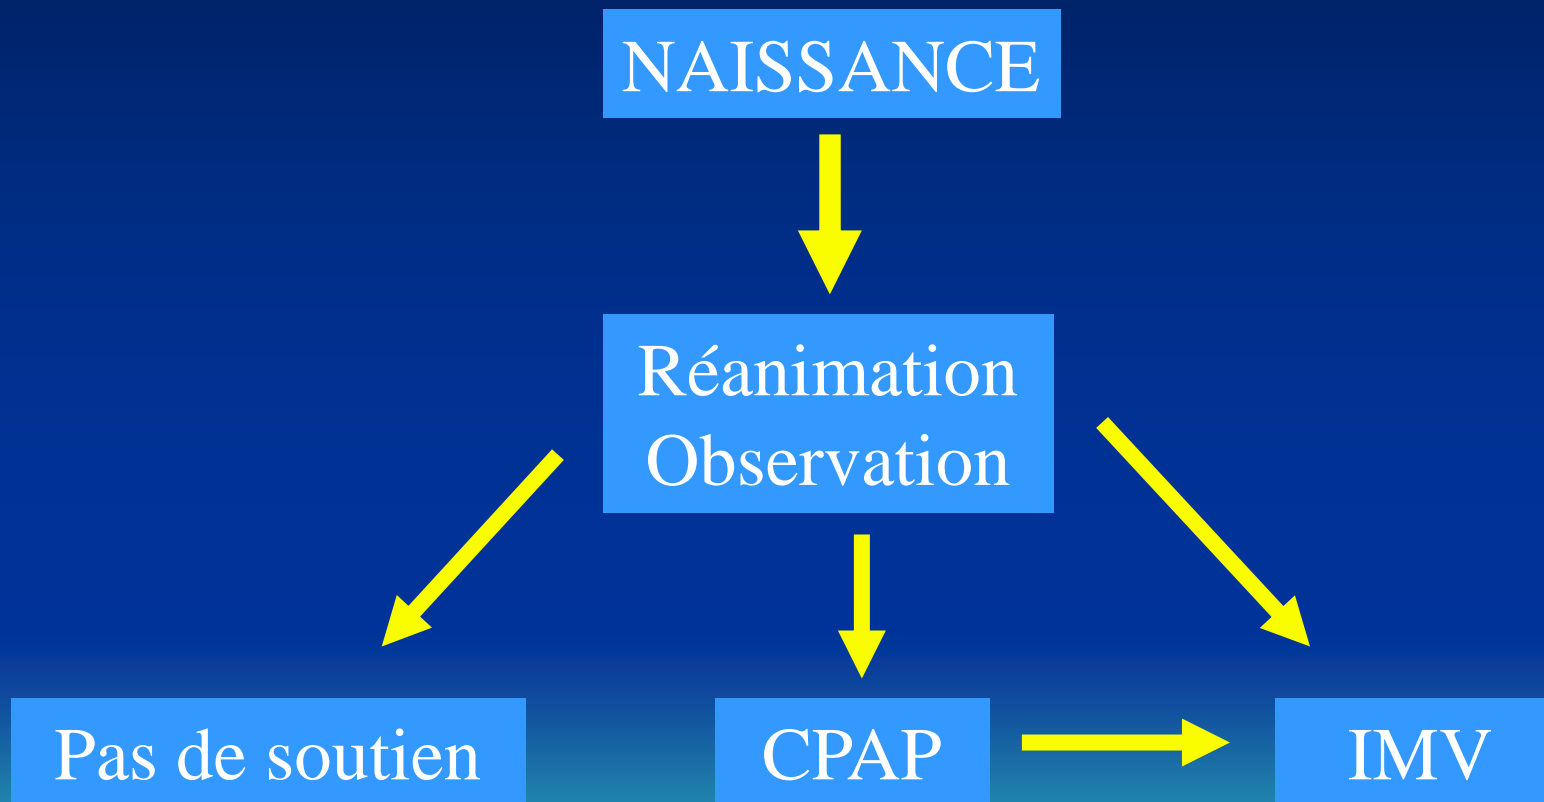 NAISSANCE
Réanimation
Observation
Pas de soutien
CPAP
IMV